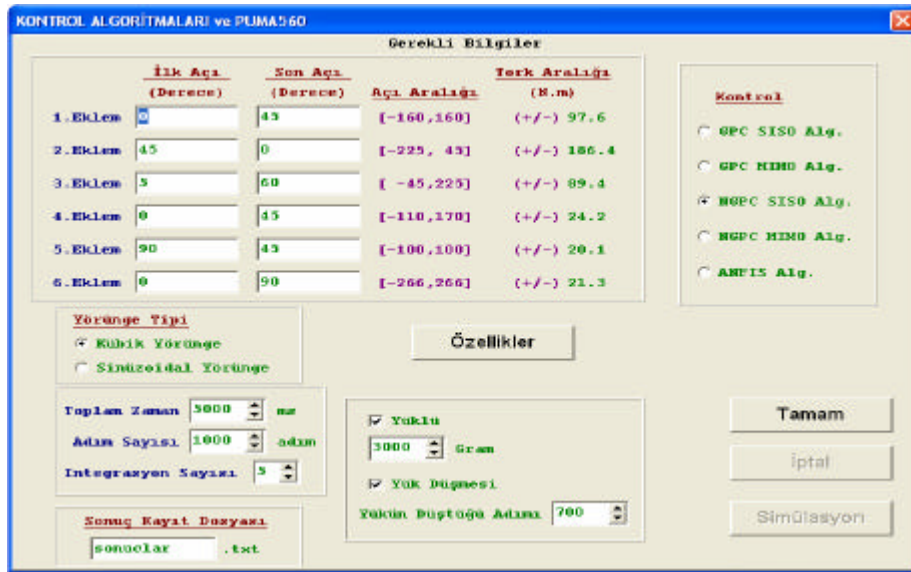 KONTROL ALGORİTMALARI ve PUMA560
Gerekli Bilgiler
İlk Açı Son Açı Tork Aralığı
(Derece) (Derece) Açı Aralığı (N.m)
1.Eklem 0 45 [-160,160] (+/-) 97.6
2.Eklem 45 0 [-225, 45] (+/-) 186.4
3.Eklem 5 60 [ -45,225] (+/-) 89.4
4.Eklem 0 45 [-110,170] (+/-) 24.2
5.Eklem 90 45 [-100,100] (+/-) 20.1
6.Eklem 0 90 [-266,266] (+/-) 21.3
Kontrol
GPC SISO Alg.
GPC MIMO Alg.
NGPC SISO Alg.
NGPC MIMO Alg.
ANFIS Alg.
Yörünge Tipi
Kübik Yörünge
Sinüzoidal Yörünge
Özellikler
Toplam Zaman 5000 ms
Adım Sayısı 1000 adım
Integrasyon Sayısı 5
Yüklü
3000 Gram
Yük Düşmesi
Yükün Düştüğü Adımı 700
Tamam
İptal
Simülasyon
Sonuç Kayıt Dosyası
sonuclar .txt